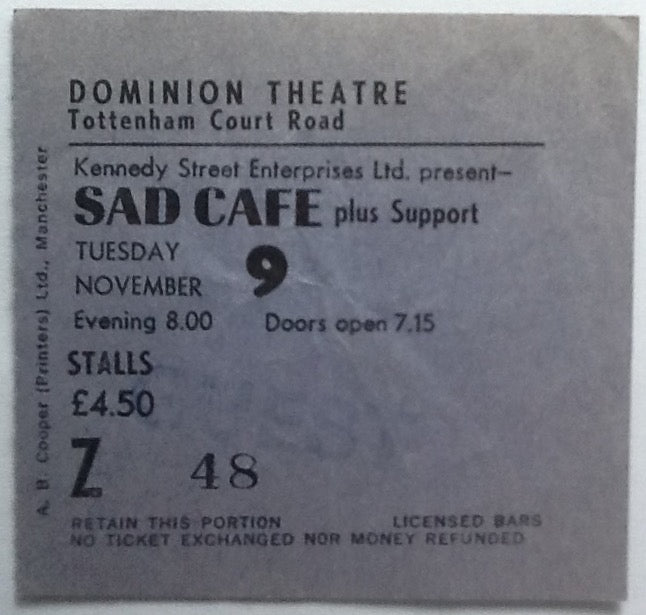 DOMINION THEATRE
Tottenham Court Road
Kennedy Street Enterprises Ltd. present-
SAD CAFE plus Support
TUESDAY
NOVEMBER 9
Evening 8.00 Doors open 7.15
STALLS
£4.50
Z 48
RETAIN THIS PORTION LICENSED BARS
NO TICKET EXCHANGED NOR MONEY REFUNDED
A. B. Cooper (Printers) Ltd., Manchester